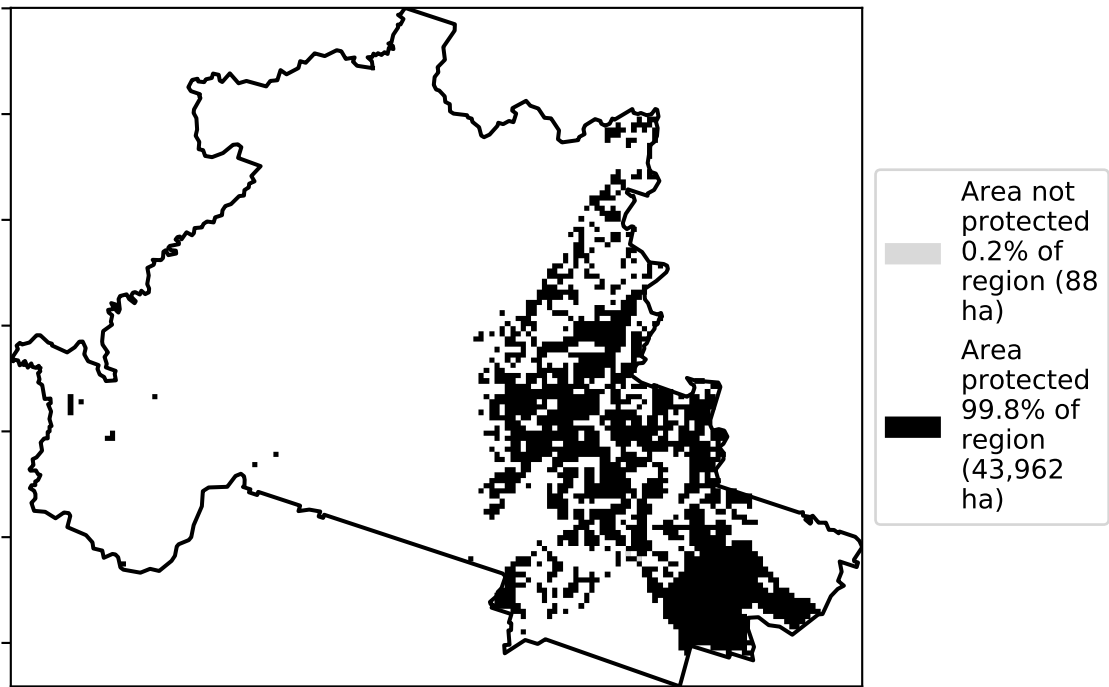 Area not
protected
0.2% of
region (88
ha)
Area
protected
99.8% of
region
(43,962
ha)